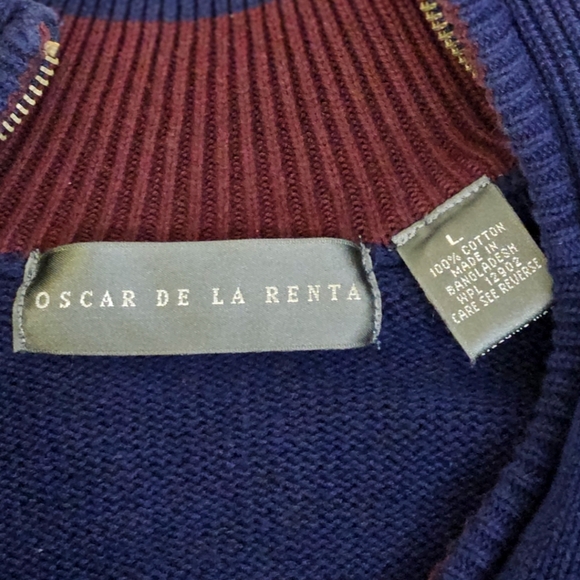 OSCAR DE LA RENTA
L
100% COTTON
MADE IN
BANGLADESH
WPL 12902
CARE SEE REVERSE